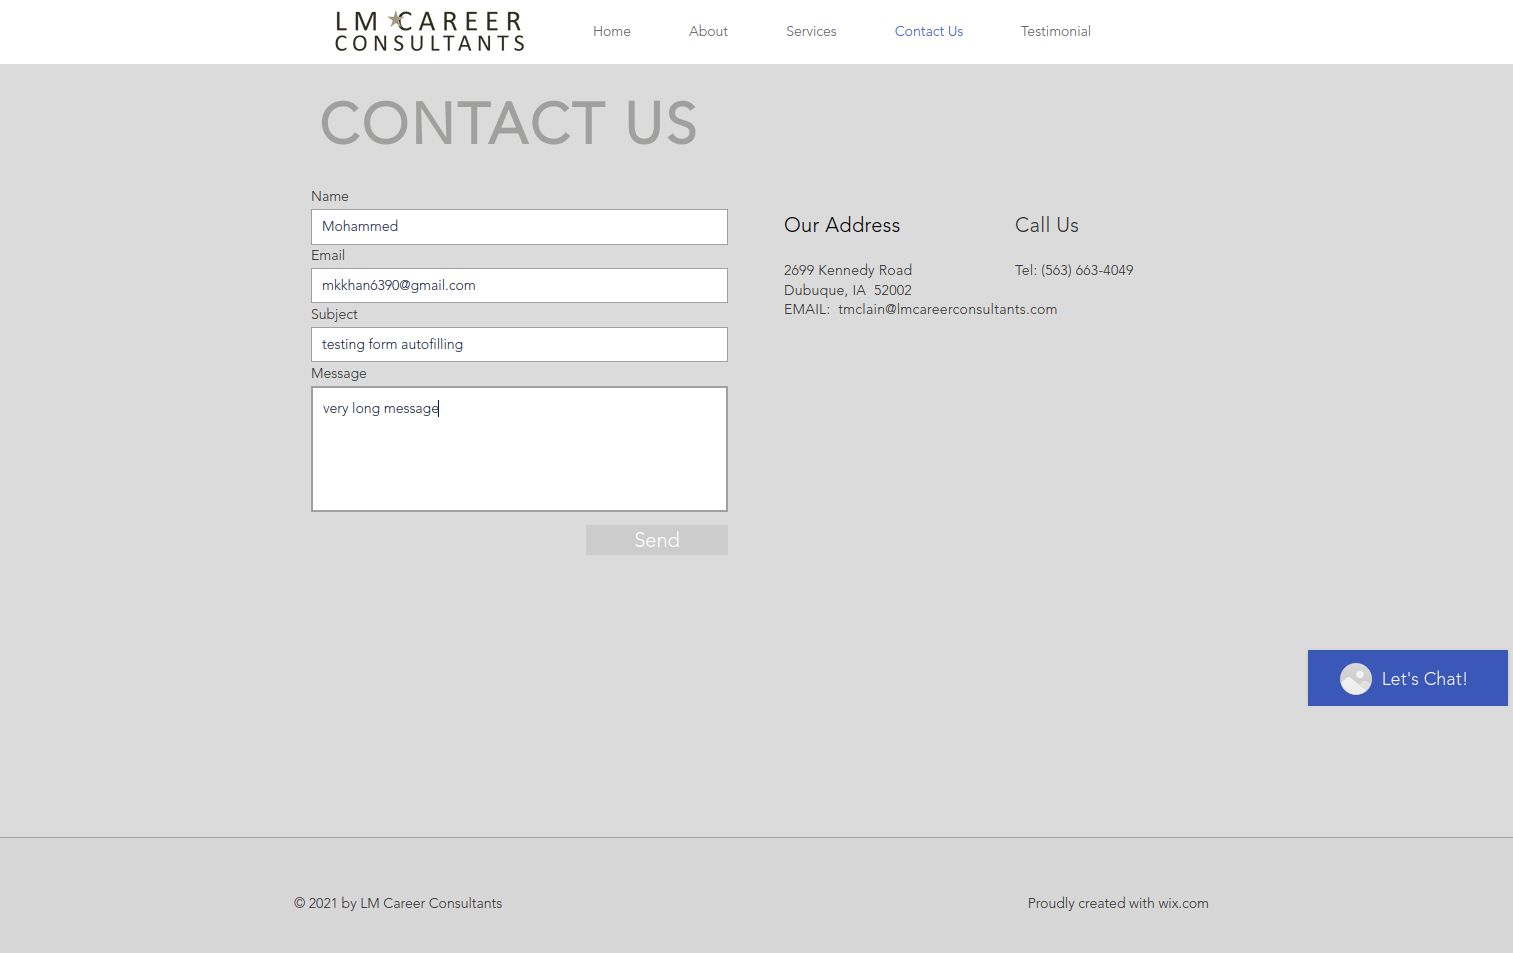 LM CAREER
CONSULTANTS
Home
About
Services
Contact Us
Testimonial
CONTACT US
Name
Mohammed
Email
mkkhan6390@gmail.com
Subject
testing form autofilling
Message
very long message
Send
Our Address
2699 Kennedy Road
Dubuque, IA  52002
EMAIL:  tmclain@lmcareerconsultants.com
Call Us
Tel: (563) 663-4049
Let's Chat!
© 2021 by LM Career Consultants
Proudly created with wix.com